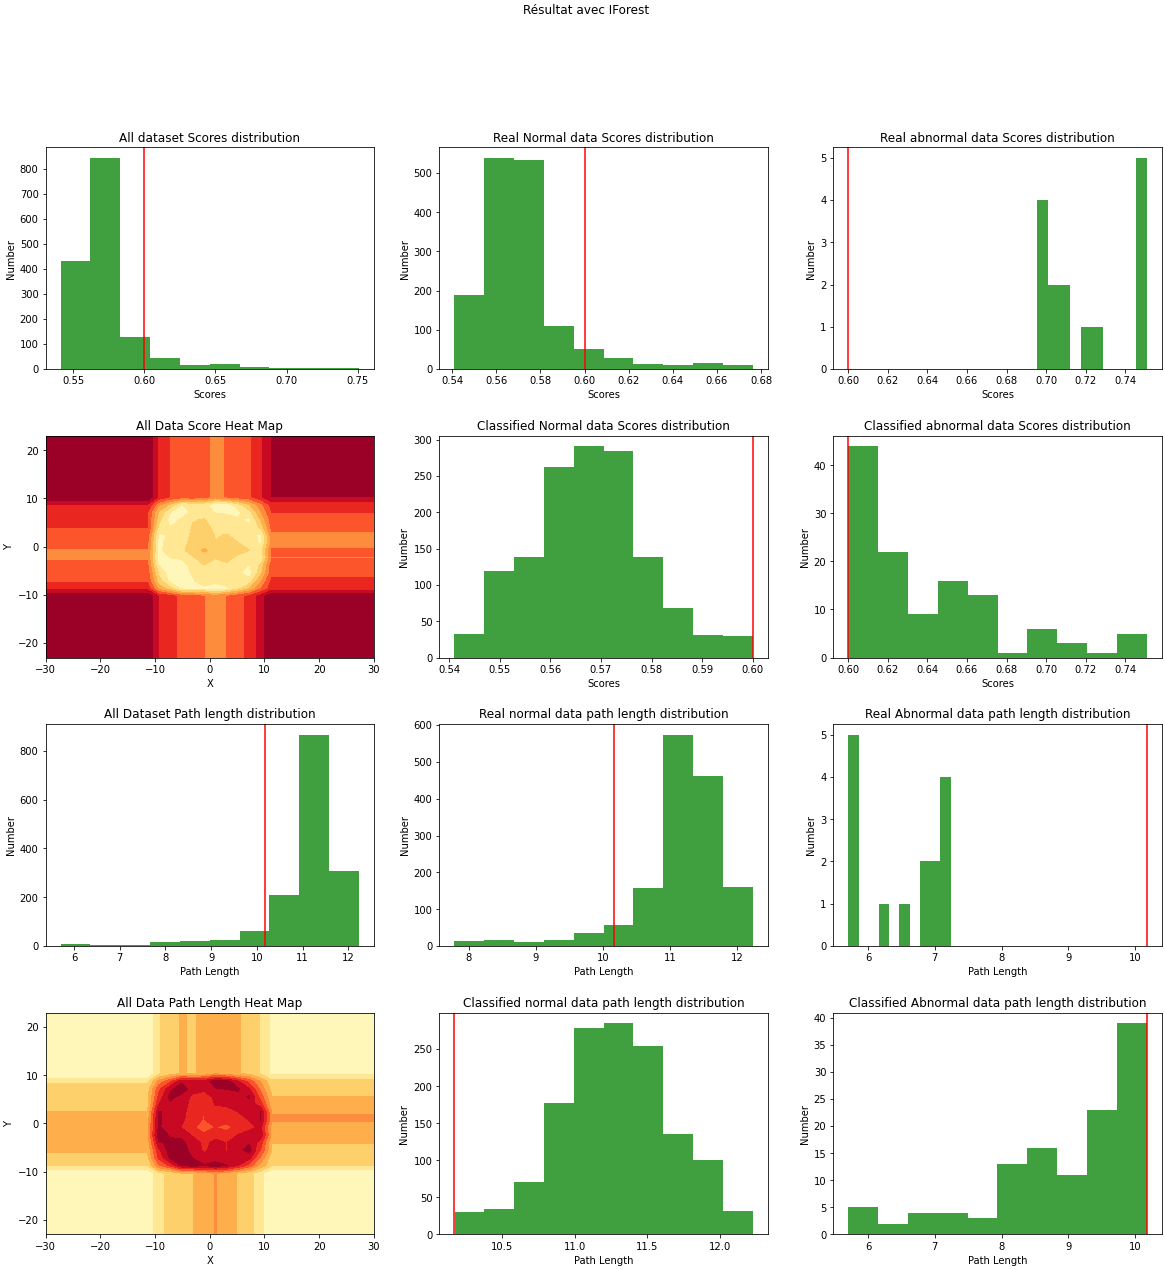 Résultat avec IForest
All dataset Scores distribution
Number
800
700
600
500
400
300
200
100
0
0.55 0.60 0.65 0.70 0.75
Scores
Real Normal data Scores distribution
Number
500
400
300
200
100
0
0.54 0.56 0.58 0.60 0.62 0.64 0.66 0.68
Scores
Real abnormal data Scores distribution
Number
5
4
3
2
1
0
0.60 0.62 0.64 0.66 0.68 0.70 0.72 0.74
Scores
All Data Score Heat Map
Y
20
10
0
−10
−20
−30 −20 −10 0 10 20 30
X
Classified Normal data Scores distribution
Number
300
250
200
150
100
50
0
0.54 0.55 0.56 0.57 0.58 0.59 0.60
Scores
Classified abnormal data Scores distribution
Number
40
30
20
10
0
0.60 0.62 0.64 0.66 0.68 0.70 0.72 0.74
Scores
All Dataset Path length distribution
Number
800
600
400
200
0
6 7 8 9 10 11 12
Path Length
Real normal data path length distribution
Number
600
500
400
300
200
100
0
8 9 10 11 12
Path Length
Real Abnormal data path length distribution
Number
5
4
3
2
1
0
6 7 8 9 10
Path Length
All Data Path Length Heat Map
Y
20
10
0
−10
−20
−30 −20 −10 0 10 20 30
X
Classified normal data path length distribution
Number
250
200
150
100
50
0
10.5 11.0 11.5 12.0
Path Length
Classified Abnormal data path length distribution
Number
40
35
30
25
20
15
10
5
0
6 7 8 9 10
Path Length